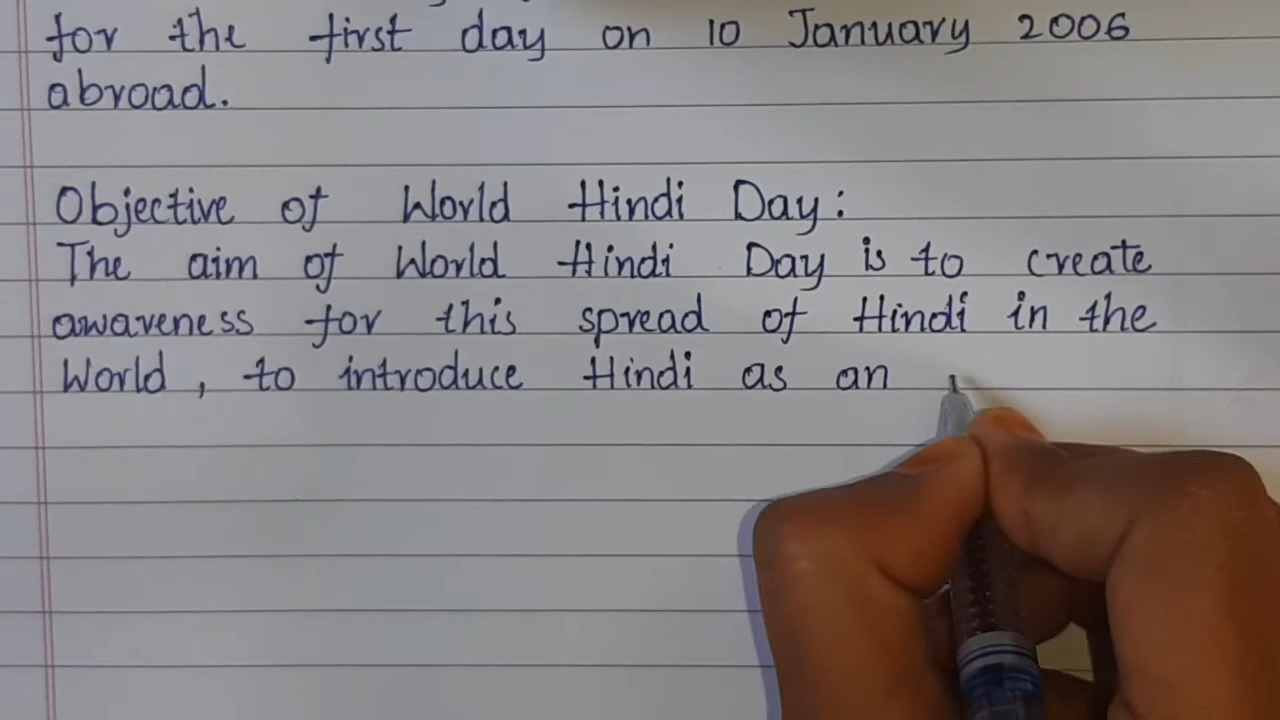 for the first day on 10 January 2006
abroad.
Objective of World Hindi Day:
The aim of World Hindi Day is to create
awareness for this spread of Hindi in the
World, to introduce Hindi as an